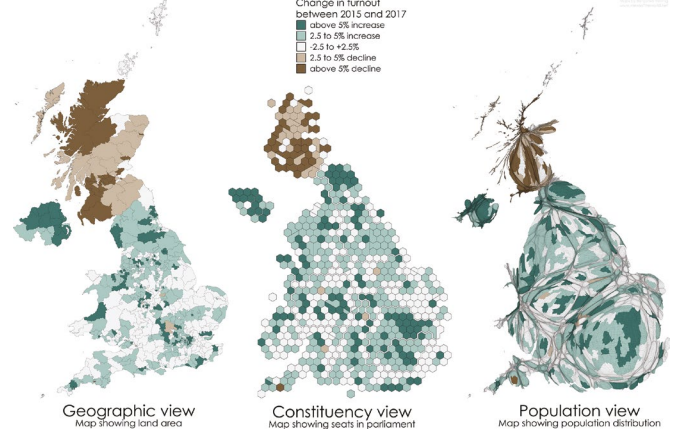 Change in turnout
between 2015 and 2017
above 5% increase
2.5 to 5% increase
-2.5 to +2.5%
2.5 to 5% decline
above 5% decline
Geographic view
Map showing land area
Constituency view
Map showing seats in parliament
Population view
Map showing population distribution